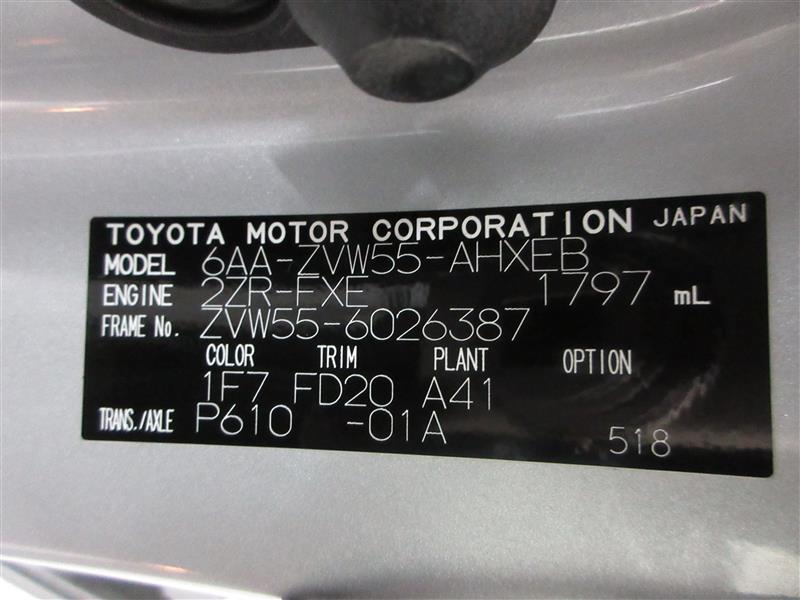 TOYOTA MOTOR CORPORATION JAPAN
MODEL 6AA-ZVW55-AHXEB
ENGINE 2ZR-FXE 1797 mL
FRAME No. ZVW55-6026387
COLOR TRIM PLANT OPTION
1F7 FD20 A41
TRANS./AXLE P610 -01A 518